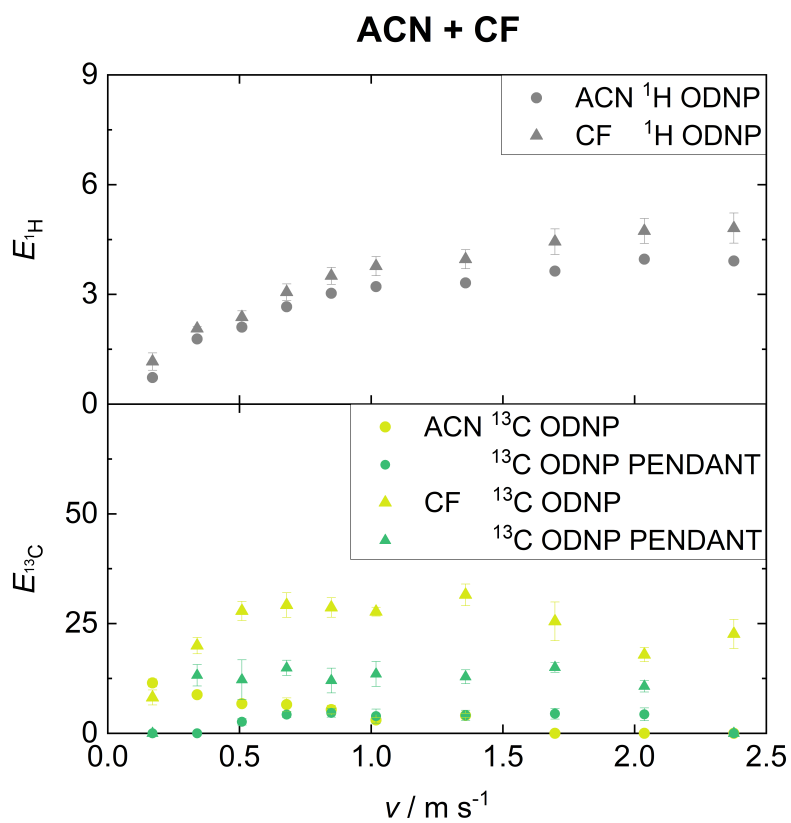 ACN + CF
9
ACN ¹H ODNP
CF ¹H ODNP
6
E¹H
3
0
ACN ¹³C ODNP
¹³C ODNP PENDANT
CF ¹³C ODNP
¹³C ODNP PENDANT
50
E¹³C
25
0
0.0 0.5 1.0 1.5 2.0 2.5
v / m s⁻¹